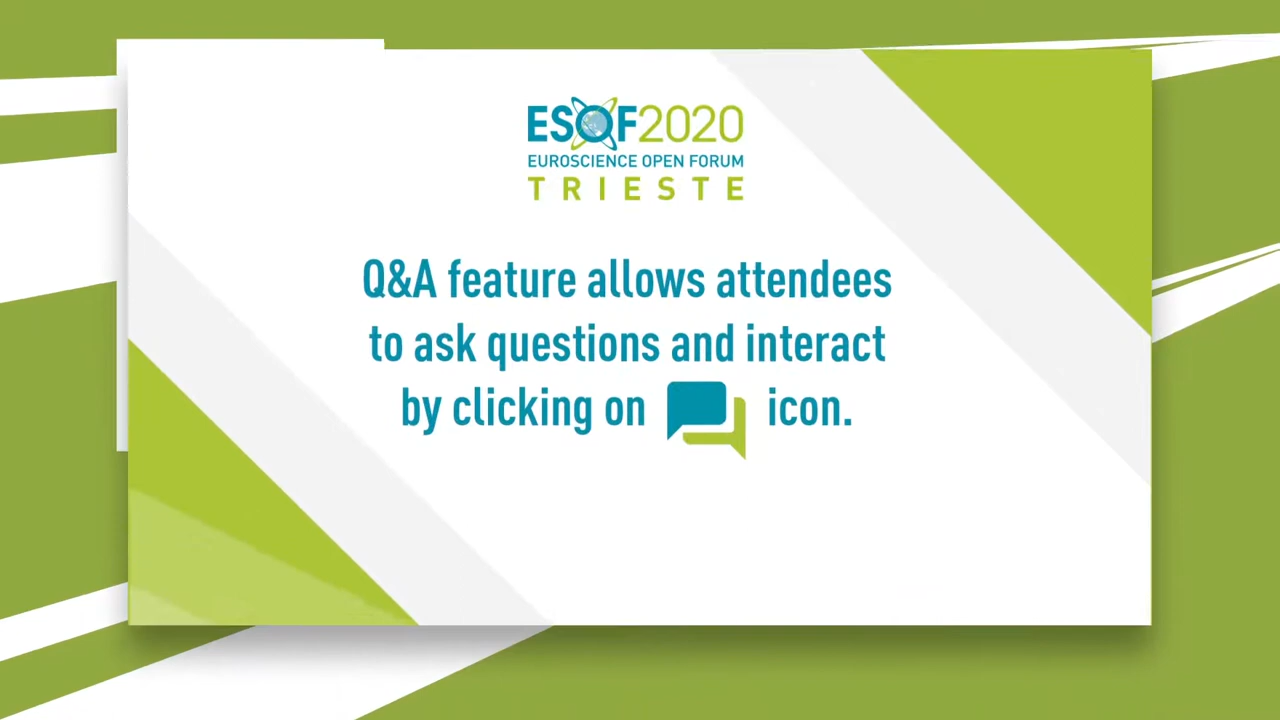 ESOF2020
EUROSCIENCE OPEN FORUM
TRIESTE
Q&A feature allows attendees
to ask questions and interact
by clicking on icon.